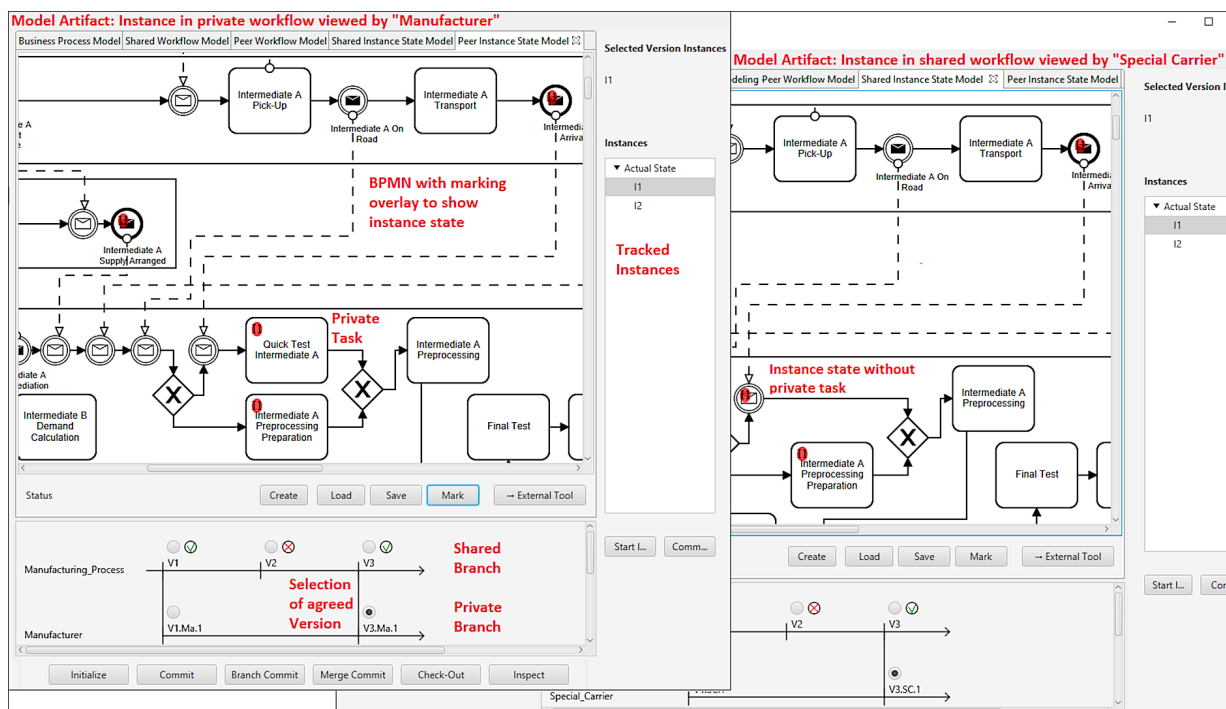 Model Artifact: Instance in private workflow viewed by "Manufacturer"
Business Process Model
Shared Workflow Model
Peer Workflow Model
Shared Instance State Model
Peer Instance State Model
Intermediate A
Pick-Up
Intermediate A On
Road
Intermediate A
Transport
Intermedia
Arrival
BPMN with marking
overlay to show
instance state
Intermediate A
Supply Arranged
Private
Task
Quick Test
Intermediate A
Intermediate A
Preprocessing
Intermediate A
Preprocessing
Preparation
Intermediate B
Demand
Calculation
Final Test
Status
Create
Load
Save
Mark
→ External Tool
Selected Version Instances
I1
Instances
Actual State
I1
I2
Tracked
Instances
Start I...
Comm...
Manufacturing_Process
V1
V2
V3
Shared
Branch
Selection
of agreed
Version
Private
Branch
Manufacturer
V1.Ma.1
V3.Ma.1
Initialize
Commit
Branch Commit
Merge Commit
Check-Out
Inspect
Model Artifact: Instance in shared workflow viewed by "Special Carrier"
deling Peer Workflow Model
Shared Instance State Model
Peer Instance State Model
Intermediate A
Pick-Up
Intermediate A On
Road
Intermediate A
Transport
Intermedia
Arriva
Instance state without
private task
Intermediate A
Preprocessing
Intermediate A
Preprocessing
Preparation
Final Test
Create
Load
Save
Mark
→ External Tool
Selected Version I
I1
Instances
Actual State
I1
I2
Start I...
Cor
V2
V3
Special_Carrier
V3.SC.1